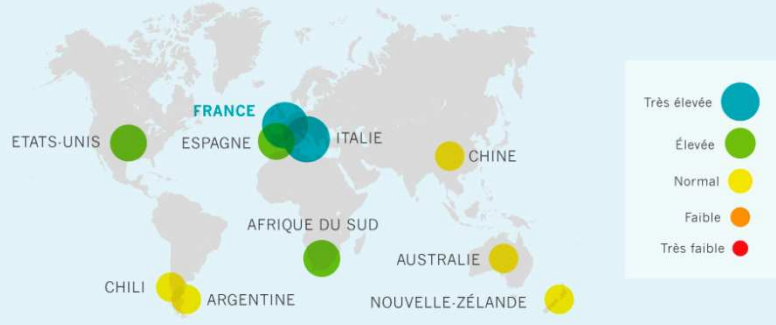 FRANCE
ETATS-UNIS
ESPAGNE
ITALIE
CHINE
AFRIQUE DU SUD
AUSTRALIE
CHILI
ARGENTINE
NOUVELLE-ZÉLANDE
Très élevée
Élevée
Normal
Faible
Très faible